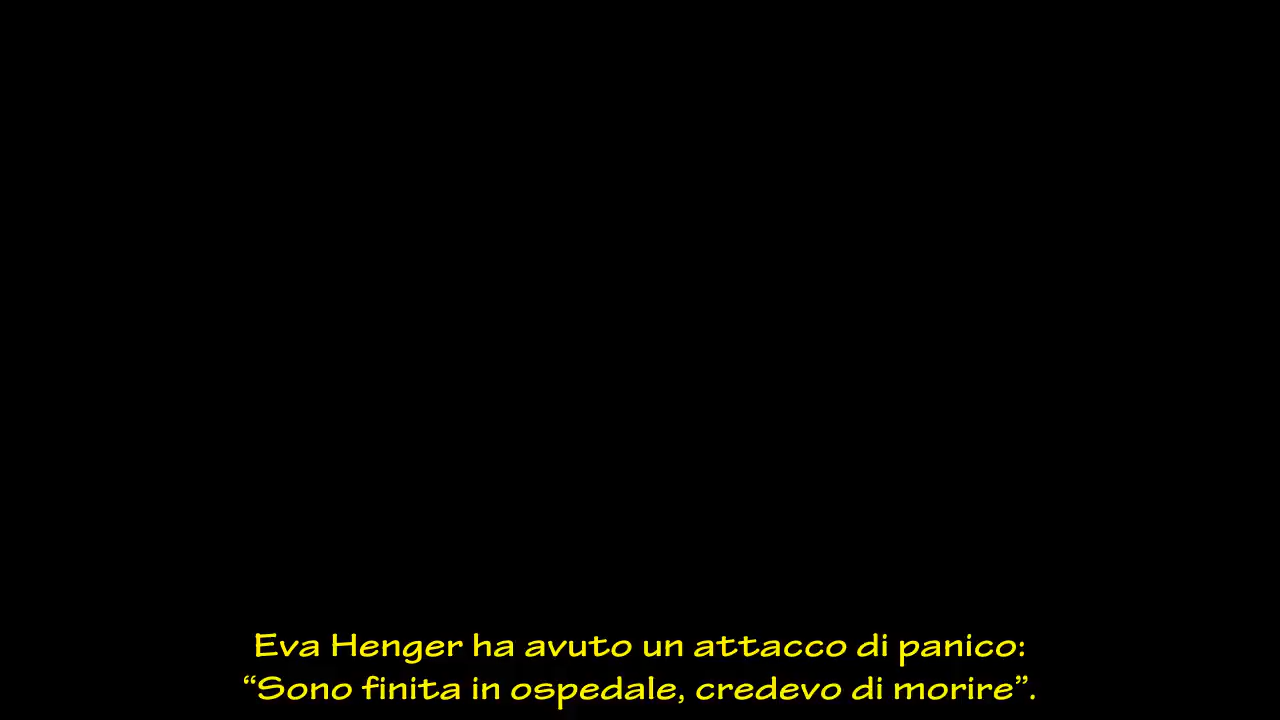 Eva Henger ha avuto un attacco di panico:
“Sono finita in ospedale, credevo di morire”.